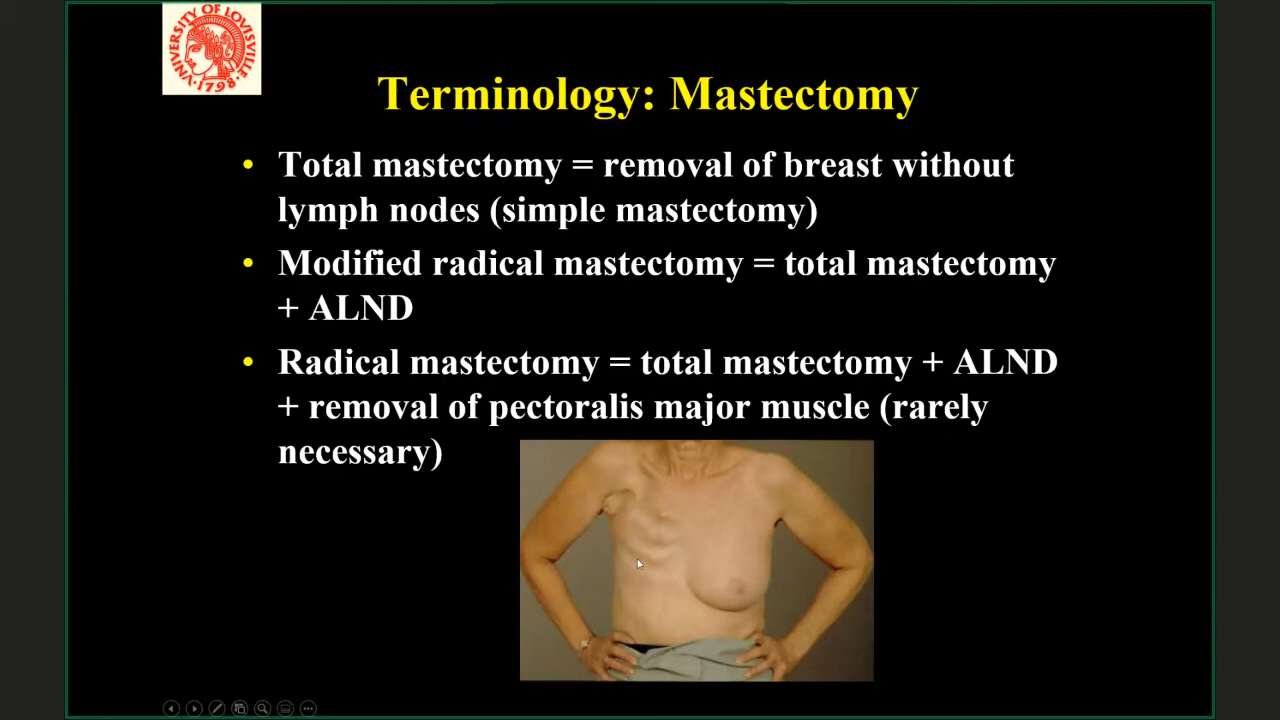 UNIVERSITY OF LOVISVILLE
1798
Terminology: Mastectomy
• Total mastectomy = removal of breast without
lymph nodes (simple mastectomy)
• Modified radical mastectomy = total mastectomy
+ ALND
• Radical mastectomy = total mastectomy + ALND
+ removal of pectoralis major muscle (rarely
necessary)